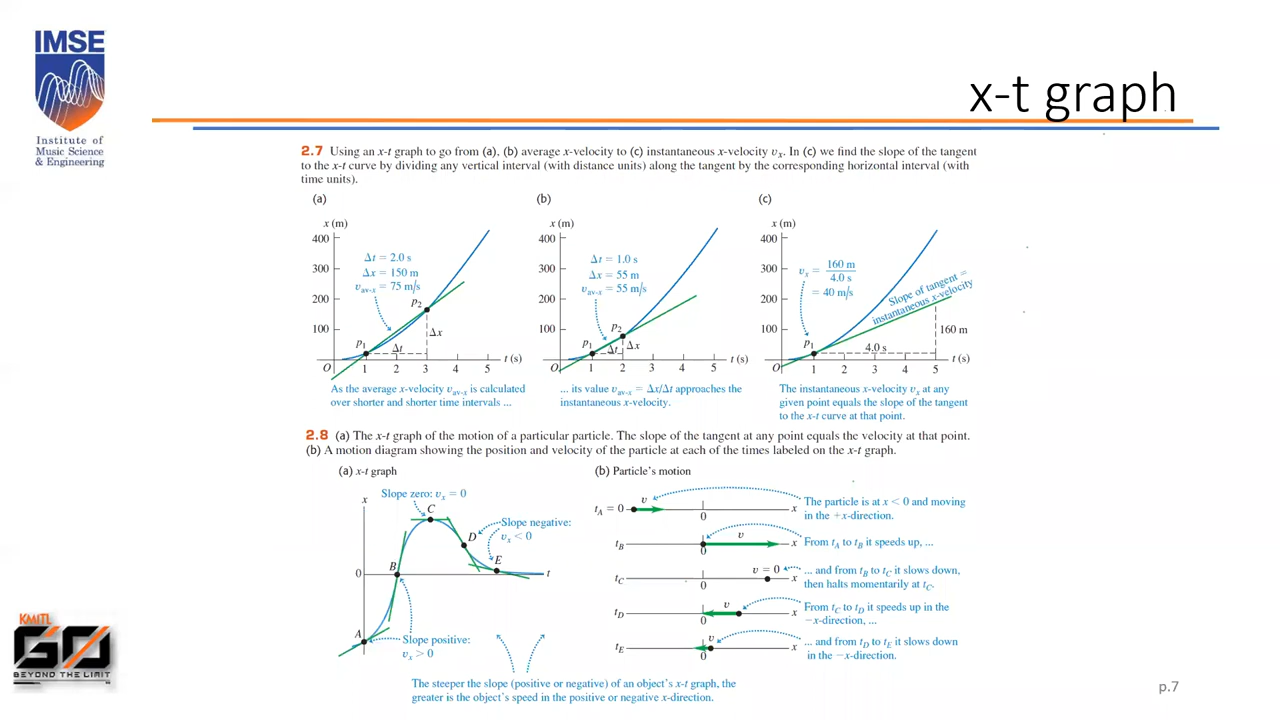 IMSE
Institute of
Music Science
& Engineering
x-t graph
2.7 Using an x-t graph to go from (a), (b) average x-velocity to (c) instantaneous x-velocity υx. In (c) we find the slope of the tangent
to the x-t curve by dividing any vertical interval (with distance units) along the tangent by the corresponding horizontal interval (with
time units).
(a)
x (m)
400
300
200
100
O
1 2 3 4 5 t (s)
Δt = 2.0 s
Δx = 150 m
υav-x = 75 m/s
p1
p2
Δt
Δx
As the average x-velocity υav-x is calculated
over shorter and shorter time intervals ...
(b)
x (m)
400
300
200
100
O
1 2 3 4 5 t (s)
Δt = 1.0 s
Δx = 55 m
υav-x = 55 m/s
p1
p2
Δt
Δx
... its value υav-x = Δx/Δt approaches the
instantaneous x-velocity.
(c)
x (m)
400
300
200
100
O
1 2 3 4 5 t (s)
υx = 160 m
4.0 s
= 40 m/s
Slope of tangent =
instantaneous x-velocity
p1
4.0 s
160 m
The instantaneous x-velocity υx at any
given point equals the slope of the tangent
to the x-t curve at that point.
2.8 (a) The x-t graph of the motion of a particular particle. The slope of the tangent at any point equals the velocity at that point.
(b) A motion diagram showing the position and velocity of the particle at each of the times labeled on the x-t graph.
(a) x-t graph
Slope zero: υx = 0
x
C
Slope negative:
υx < 0
D
E
B
0
t
A
Slope positive:
υx > 0
The steeper the slope (positive or negative) of an object's x-t graph, the
greater is the object's speed in the positive or negative x-direction.
(b) Particle's motion
tA = 0 υ 0 x
The particle is at x < 0 and moving
in the +x-direction.
tB 0 υ x
From tA to tB it speeds up, ...
tC 0 υ = 0 x
... and from tB to tC it slows down,
then halts momentarily at tC.
tD 0 υ x
From tC to tD it speeds up in the
−x-direction, ...
tE 0 υ x
... and from tD to tE it slows down
in the −x-direction.
KMITL
GO
BEYOND THE LIMIT
p.7